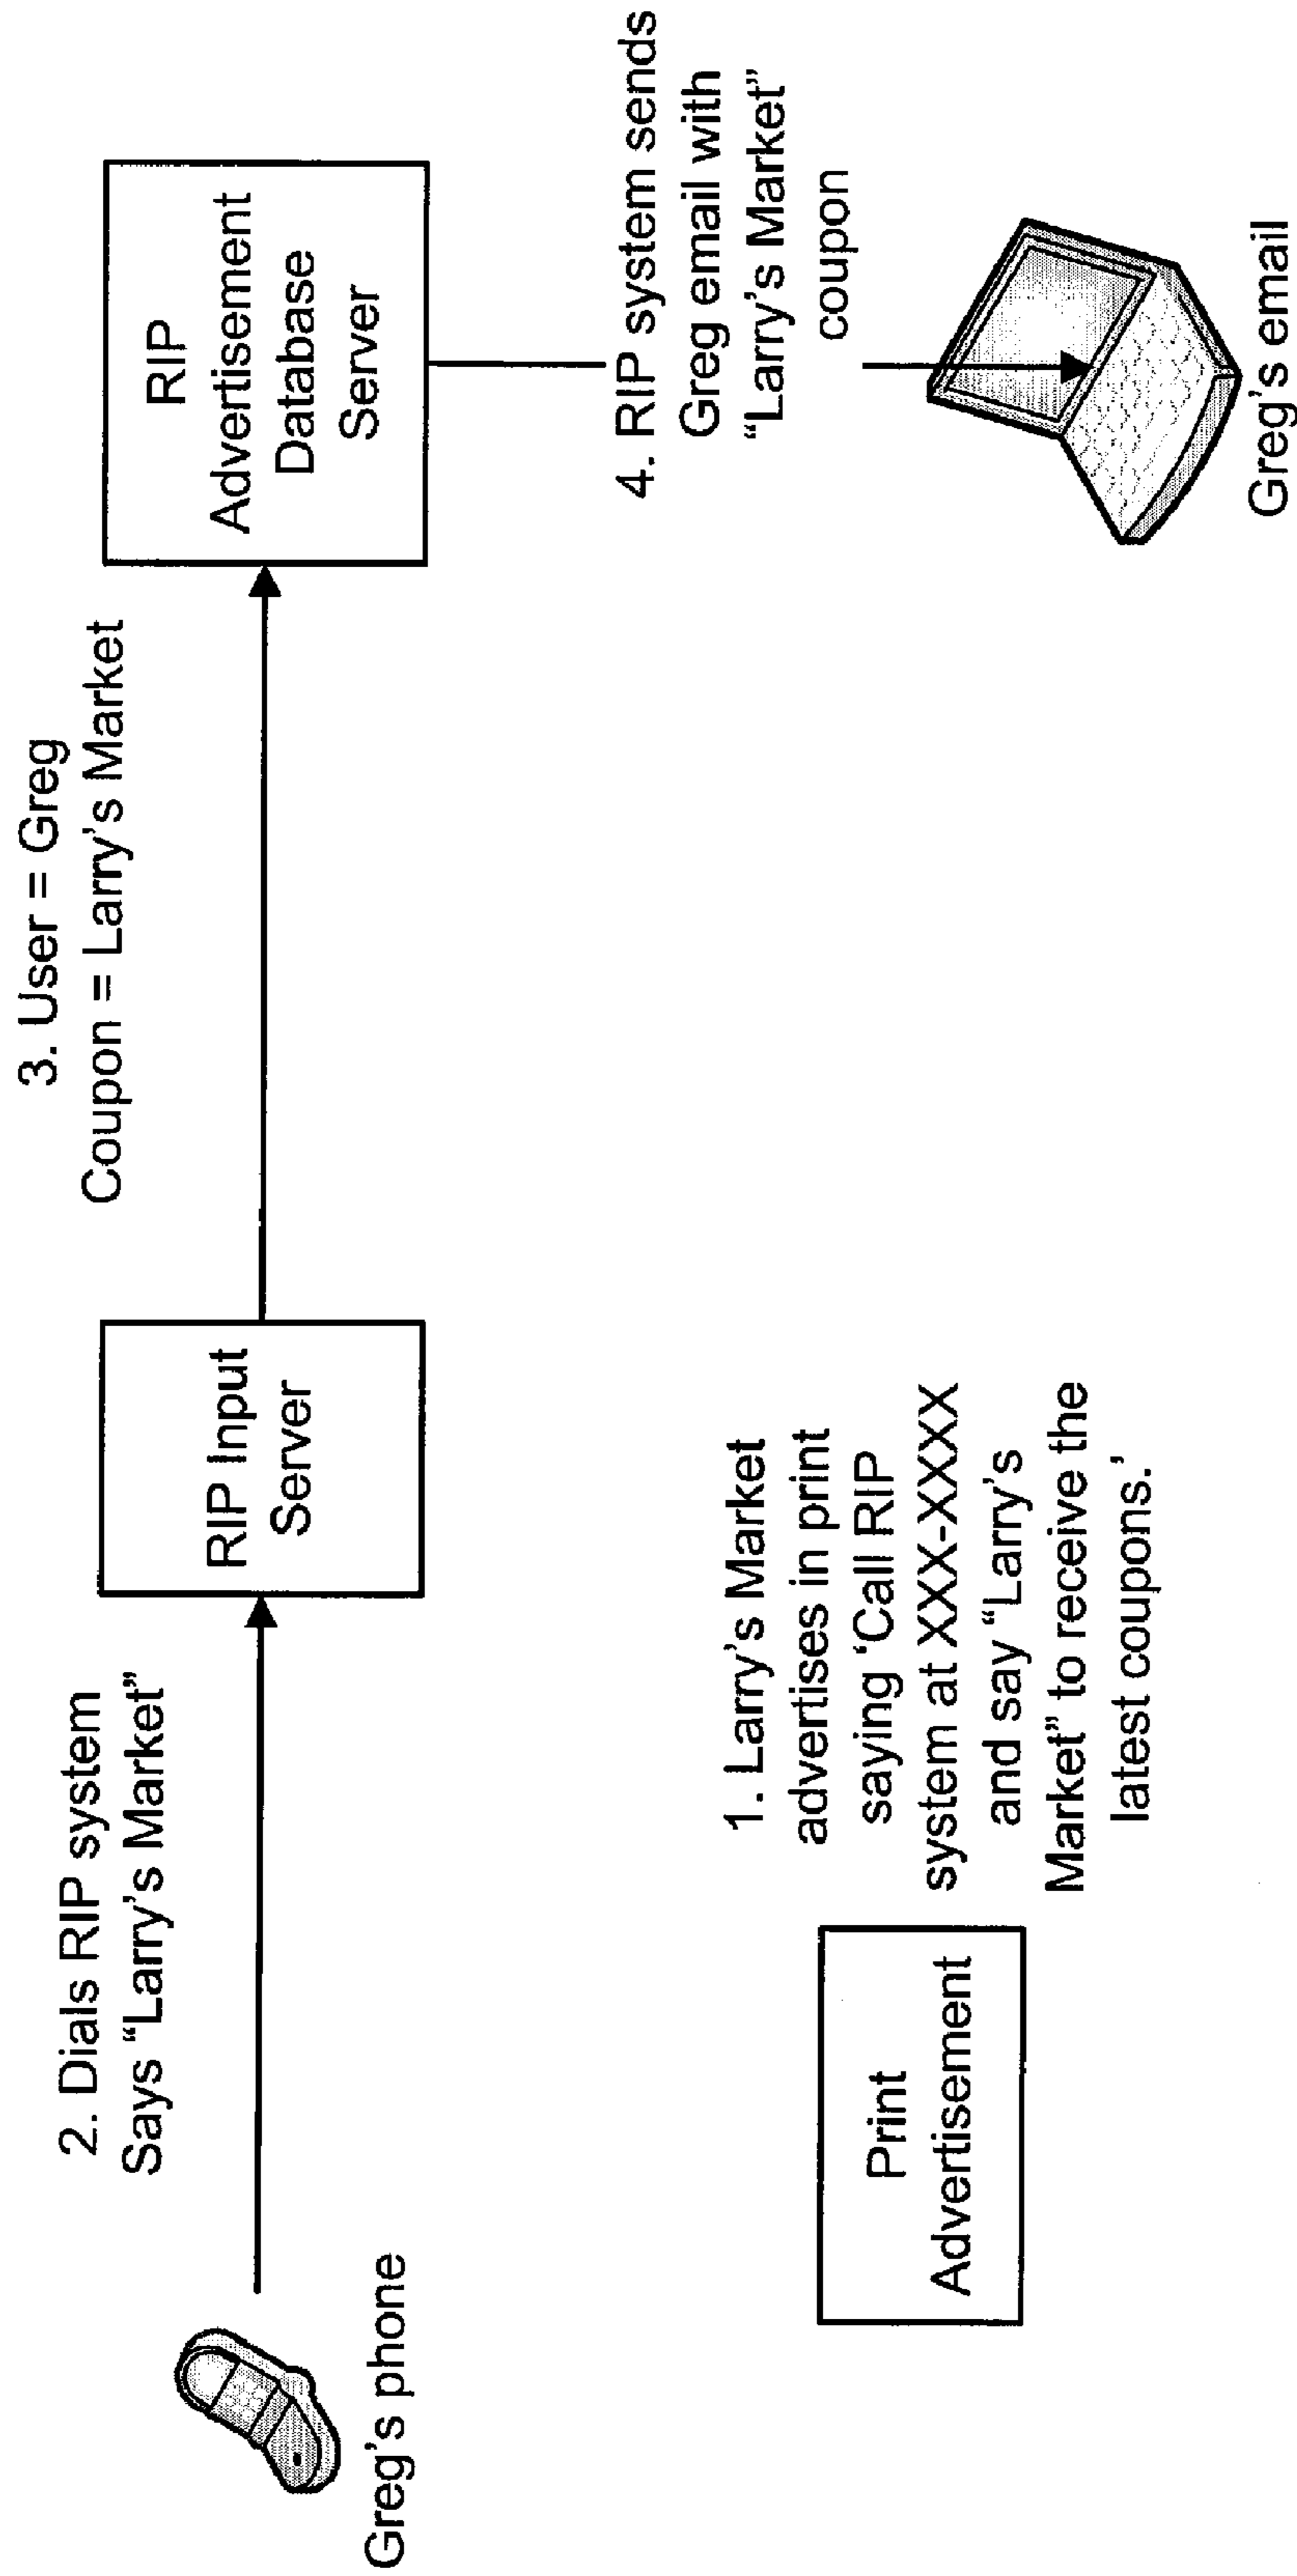 Greg's phone
2. Dials RIP system
Says “Larry's Market”
RIP Input
Server
3. User = Greg
Coupon = Larry's Market
RIP
Advertisement
Database
Server
Print
Advertisement
1. Larry's Market
advertises in print
saying ‘Call RIP
system at XXX-XXXX
and say “Larry's
Market” to receive the
latest coupons.’
4. RIP system sends
Greg email with
“Larry's Market”
coupon
Greg's email